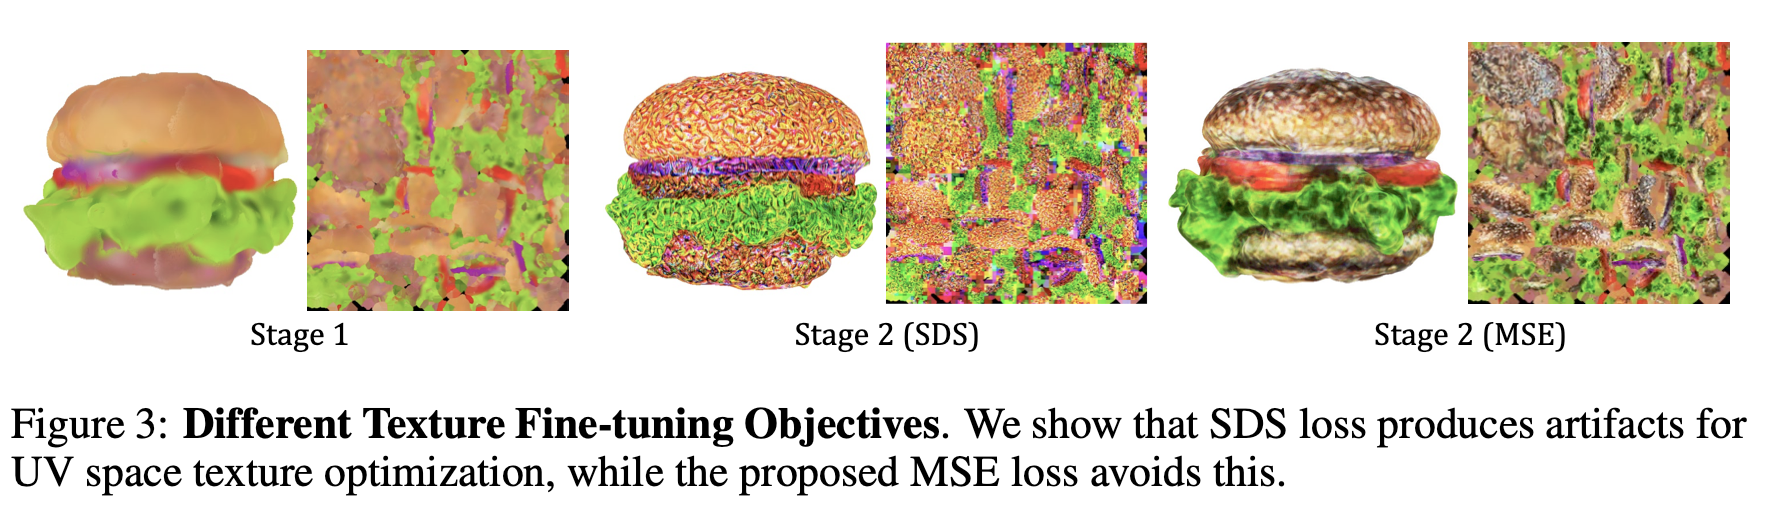 Stage 1
Stage 2 (SDS)
Stage 2 (MSE)
Figure 3: Different Texture Fine-tuning Objectives. We show that SDS loss produces artifacts for
UV space texture optimization, while the proposed MSE loss avoids this.